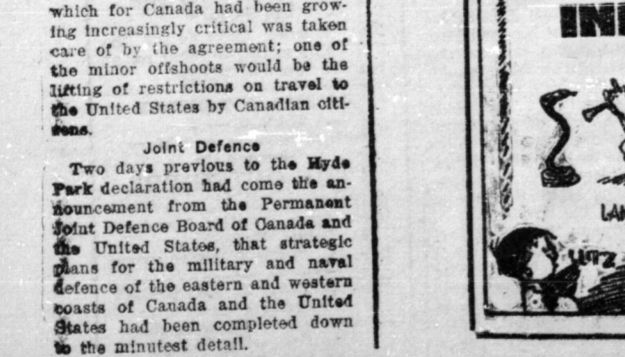 which for Canada had been grow-
ing increasingly critical was taken
care of by the agreement; one of
the minor offshoots would be the
lifting of restrictions on travel to
the United States by Canadian citi-
zens.
Joint Defence
Two days previous to the Hyde
Park declaration had come the an-
nouncement from the Permanent
Joint Defence Board of Canada and
the United States, that strategic
plans for the military and naval
defence of the eastern and western
coasts of Canada and the United
States had been completed down
to the minutest detail.